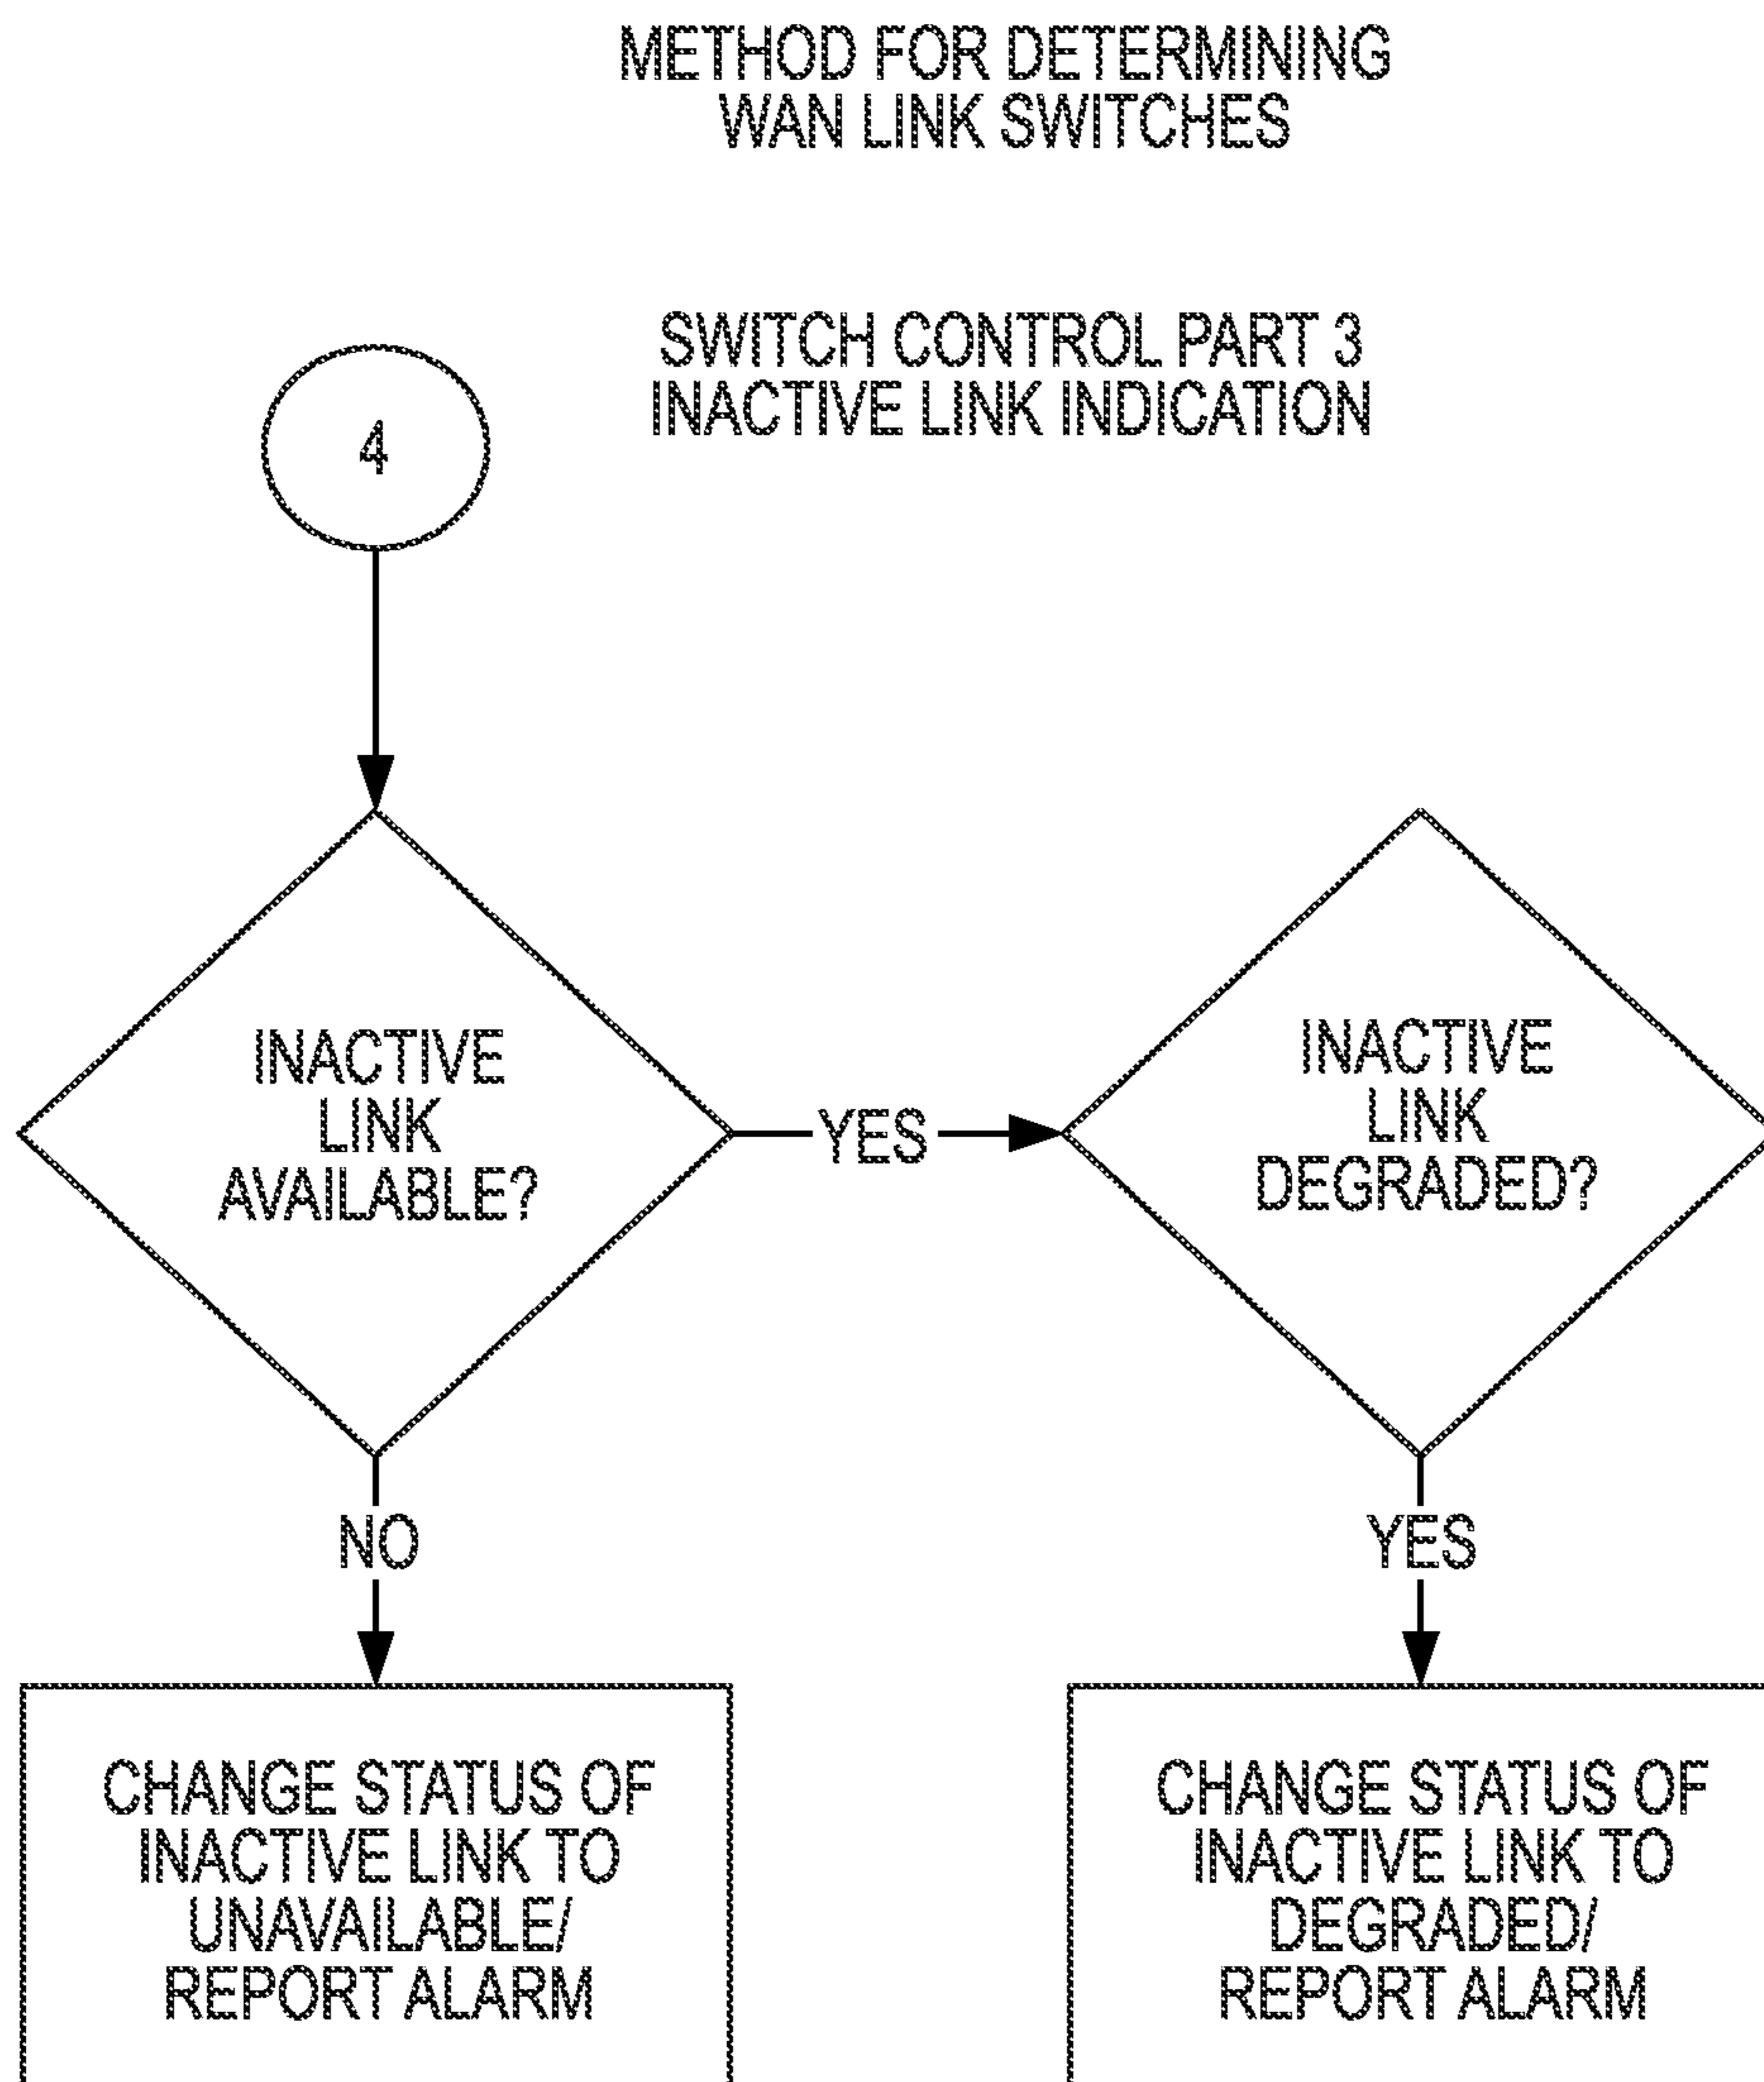 METHOD FOR DETERMINING
WAN LINK SWITCHES
SWITCH CONTROL PART 3
INACTIVE LINK INDICATION
4
INACTIVE
LINK
AVAILABLE?
YES
INACTIVE
LINK
DEGRADED?
NO
YES
CHANGE STATUS OF
INACTIVE LINK TO
UNAVAILABLE/
REPORT ALARM
CHANGE STATUS OF
INACTIVE LINK TO
DEGRADED/
REPORT ALARM